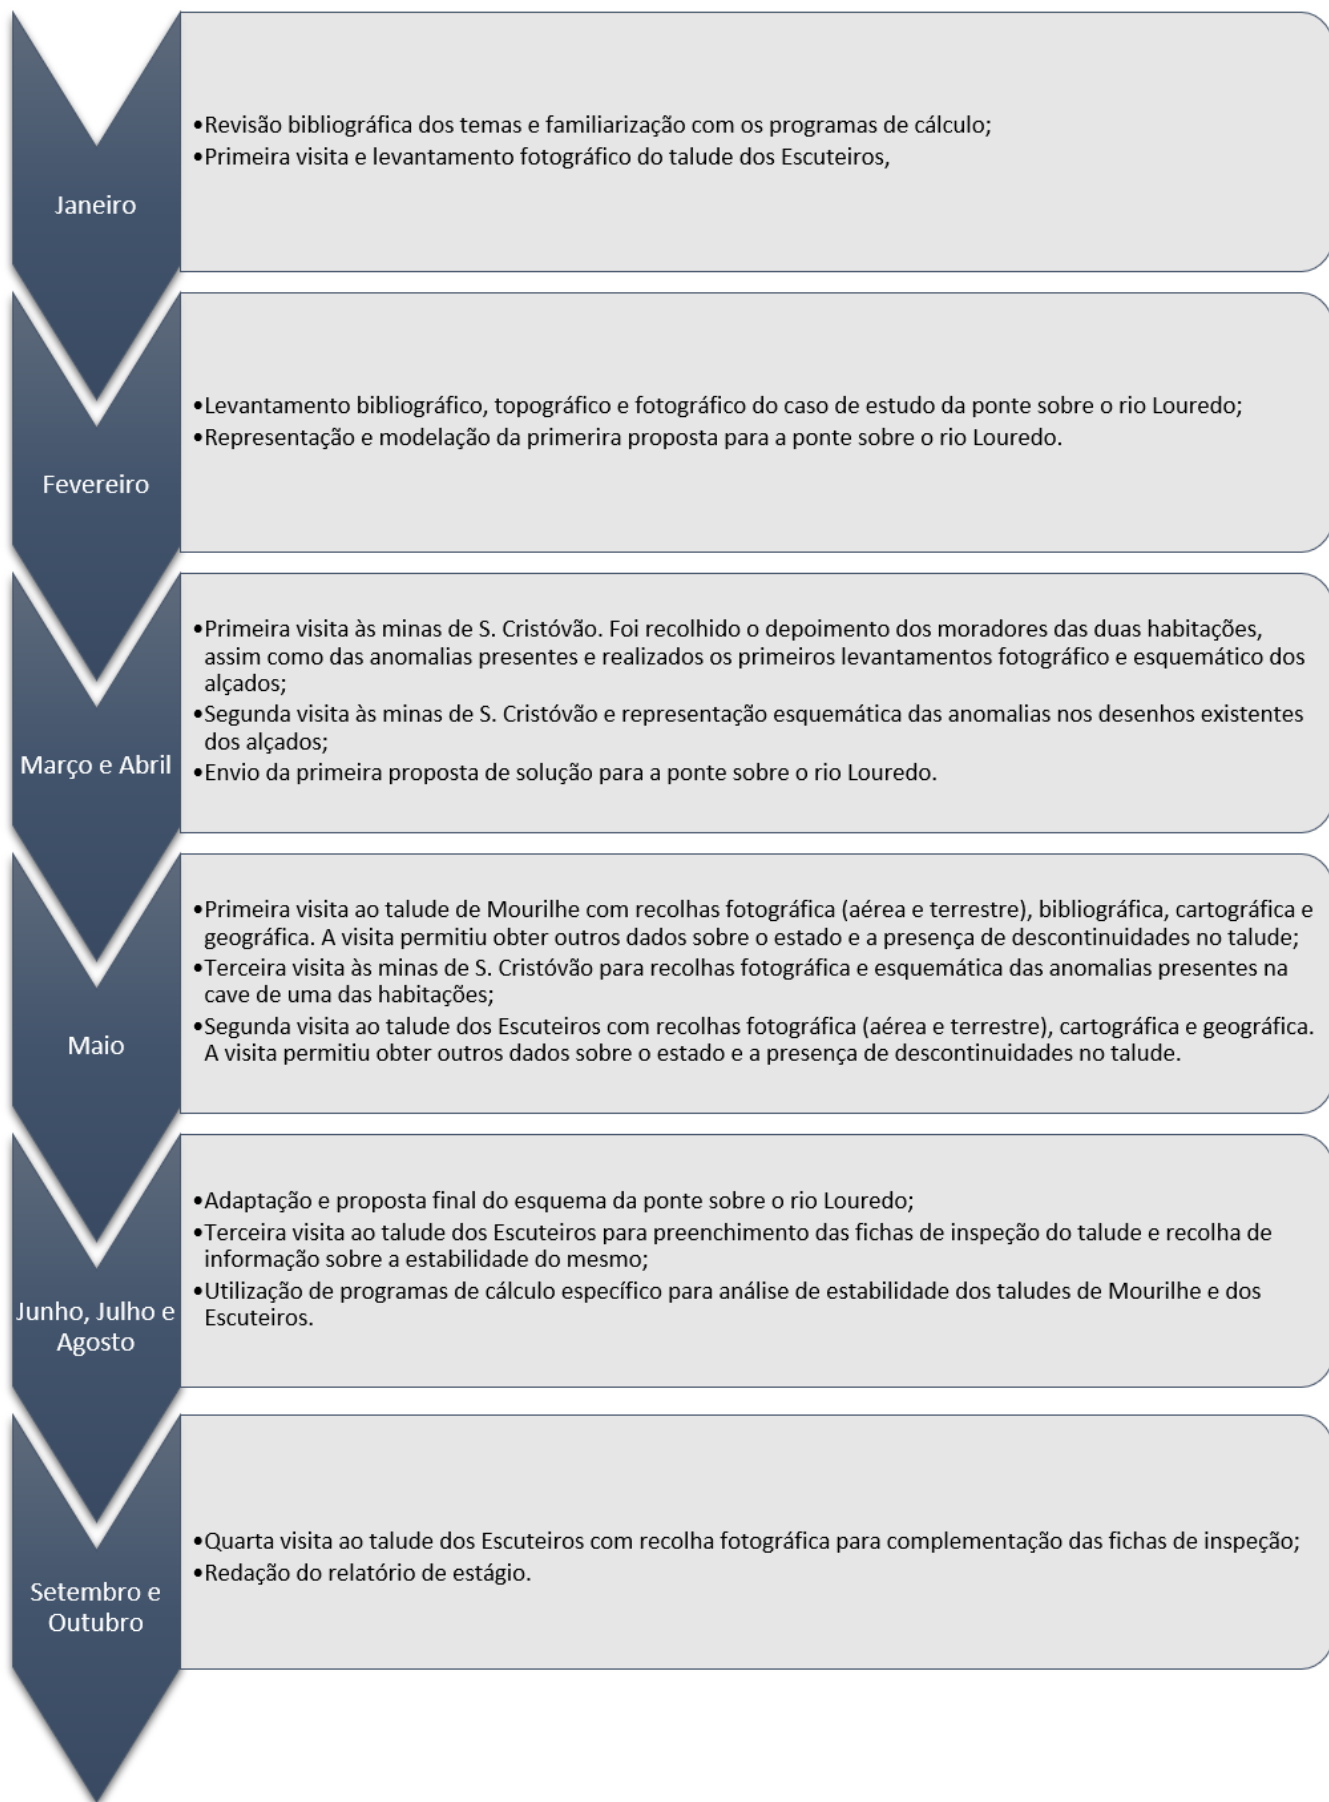 Janeiro
•Revisão bibliográfica dos temas e familiarização com os programas de cálculo;
•Primeira visita e levantamento fotográfico do talude dos Escuteiros,
Fevereiro
•Levantamento bibliográfico, topográfico e fotográfico do caso de estudo da ponte sobre o rio Louredo;
•Representação e modelação da primerira proposta para a ponte sobre o rio Louredo.
Março e Abril
•Primeira visita às minas de S. Cristóvão. Foi recolhido o depoimento dos moradores das duas habitações,
assim como das anomalias presentes e realizados os primeiros levantamentos fotográfico e esquemático dos
alçados;
•Segunda visita às minas de S. Cristóvão e representação esquemática das anomalias nos desenhos existentes
dos alçados;
•Envio da primeira proposta de solução para a ponte sobre o rio Louredo.
Maio
•Primeira visita ao talude de Mourilhe com recolhas fotográfica (aérea e terrestre), bibliográfica, cartográfica e
geográfica. A visita permitiu obter outros dados sobre o estado e a presença de descontinuidades no talude;
•Terceira visita às minas de S. Cristóvão para recolhas fotográfica e esquemática das anomalias presentes na
cave de uma das habitações;
•Segunda visita ao talude dos Escuteiros com recolhas fotográfica (aérea e terrestre), cartográfica e geográfica.
A visita permitiu obter outros dados sobre o estado e a presença de descontinuidades no talude.
Junho, Julho e
Agosto
•Adaptação e proposta final do esquema da ponte sobre o rio Louredo;
•Terceira visita ao talude dos Escuteiros para preenchimento das fichas de inspeção do talude e recolha de
informação sobre a estabilidade do mesmo;
•Utilização de programas de cálculo específico para análise de estabilidade dos taludes de Mourilhe e dos
Escuteiros.
Setembro e
Outubro
•Quarta visita ao talude dos Escuteiros com recolha fotográfica para complementação das fichas de inspeção;
•Redação do relatório de estágio.